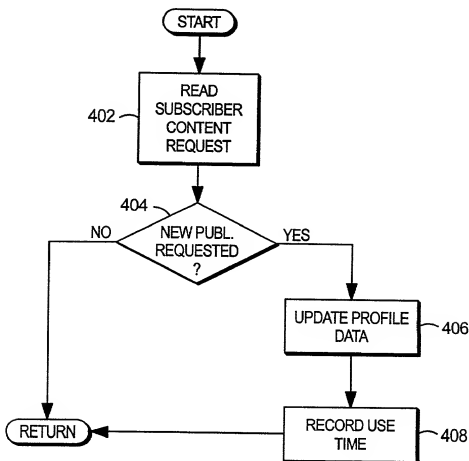 START
READ
SUBSCRIBER
CONTENT
REQUEST
402
404
NO
NEW PUBL.
REQUESTED
?
YES
UPDATE PROFILE
DATA
406
RETURN
RECORD USE
TIME
408